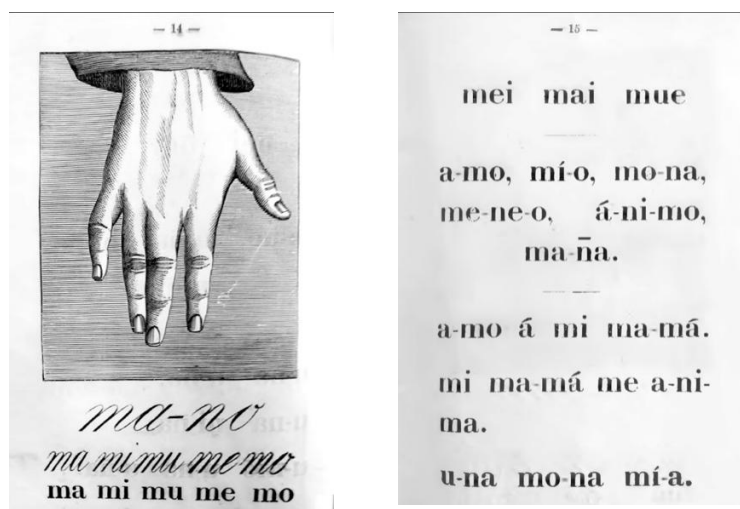 — 14 —
ma-no
ma mi mu me mo
ma mi mu me mo
— 15 —
mei mai mue
a-mo, mí-o, mo-na,
me-ne-o, á-ni-mo,
ma-ña.
a-mo á mi ma-má.
mi ma-má me a-ni-
ma.
u-na mo-na mí-a.